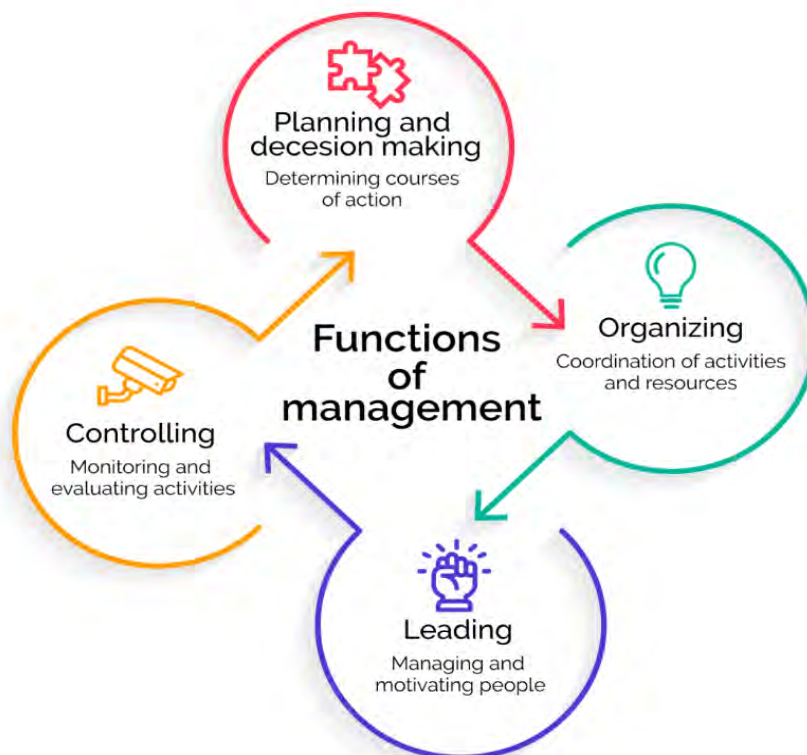 Planning and
decesion making
Determining courses
of action
Organizing
Coordination of activities
and resources
Functions
of
management
Controlling
Monitoring and
evaluating activities
Leading
Managing and
motivating people